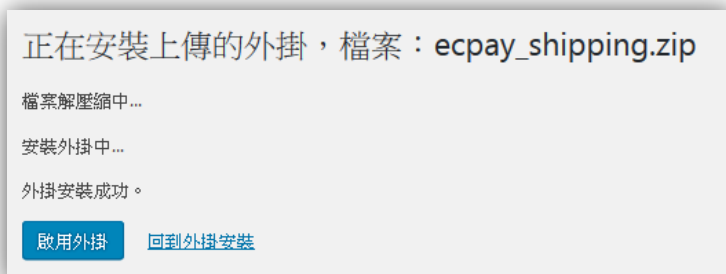 正在安裝上傳的外掛，檔案：ecpay_shipping.zip
檔案解壓縮中...
安裝外掛中...
外掛安裝成功。
啟用外掛 回到外掛安裝